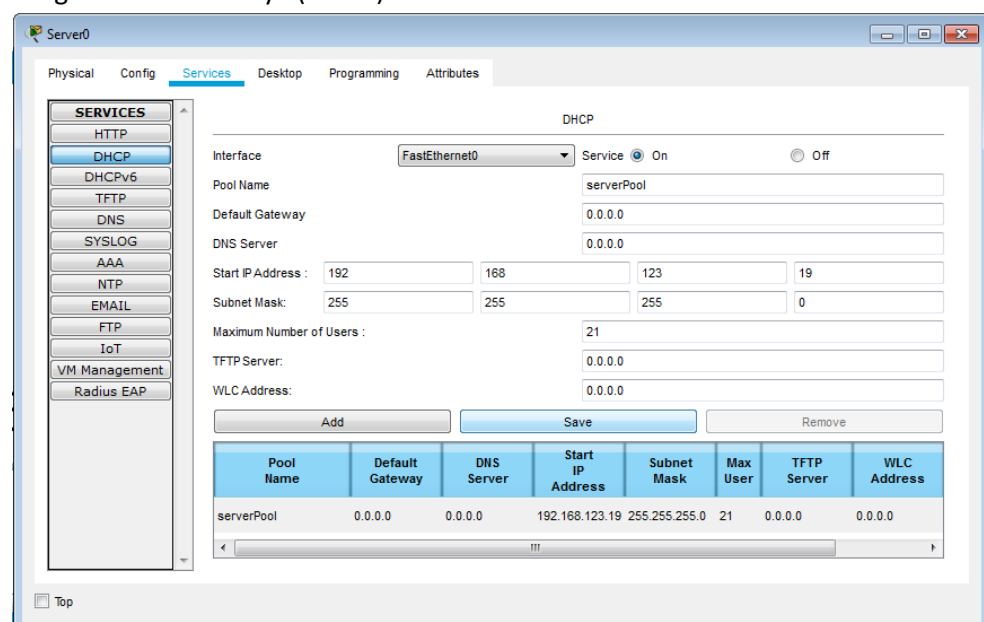 Server0
Physical Config Services Desktop Programming Attributes
SERVICES
HTTP
DHCP
DHCPv6
TFTP
DNS
SYSLOG
AAA
NTP
EMAIL
FTP
IoT
VM Management
Radius EAP
DHCP
Interface FastEthernet0 Service On Off
Pool Name serverPool
Default Gateway 0.0.0.0
DNS Server 0.0.0.0
Start IP Address : 192 168 123 19
Subnet Mask: 255 255 255 0
Maximum Number of Users : 21
TFTP Server: 0.0.0.0
WLC Address: 0.0.0.0
Add Save Remove
Pool Name Default Gateway DNS Server Start IP Address Subnet Mask Max User TFTP Server WLC Address
serverPool 0.0.0.0 0.0.0.0 192.168.123.19 255.255.255.0 21 0.0.0.0 0.0.0.0
Top